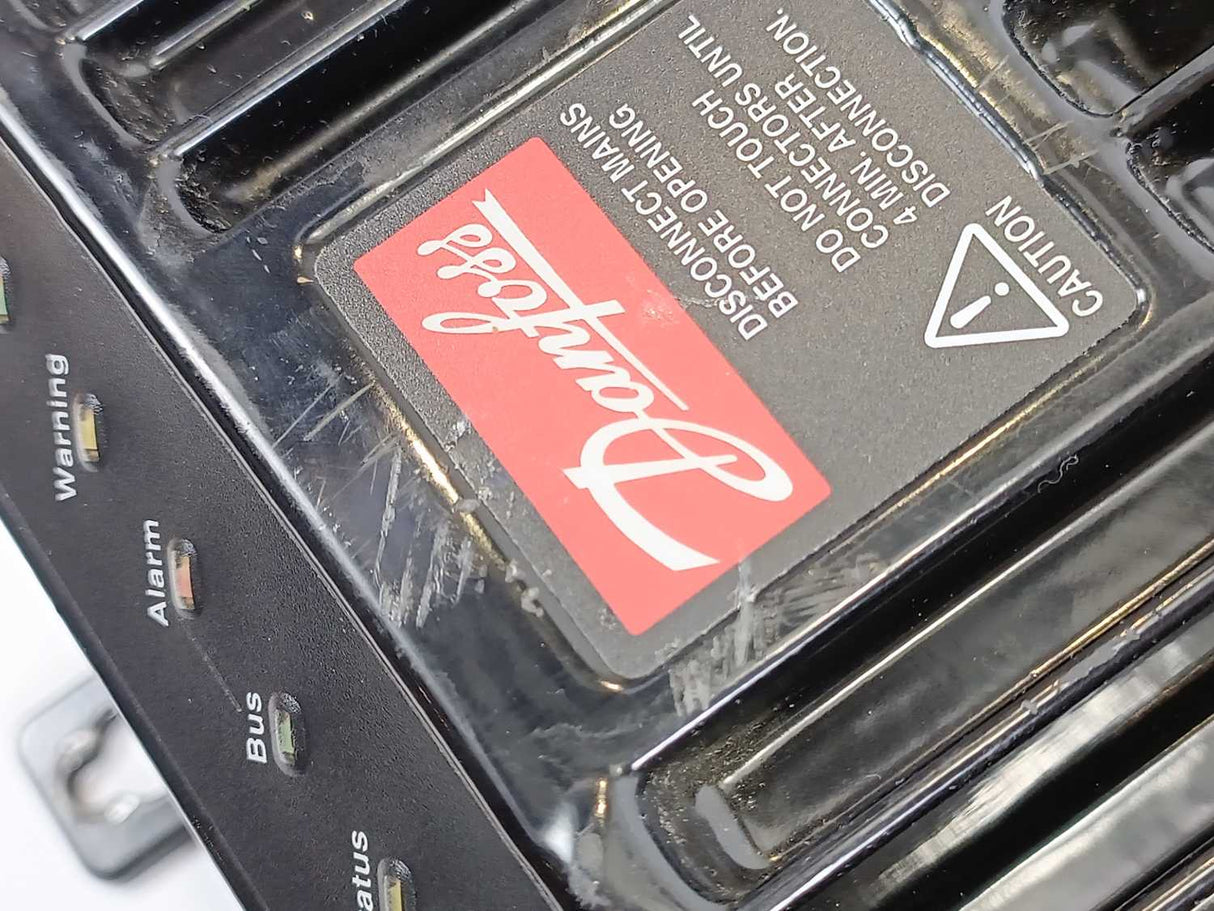 Danfoss
DISCONNECT MAINS
BEFORE OPENING
DO NOT TOUCH
CONNECTORS UNTIL
4 MIN. AFTER
DISCONNECTION.
CAUTION
Warning
Alarm
Bus